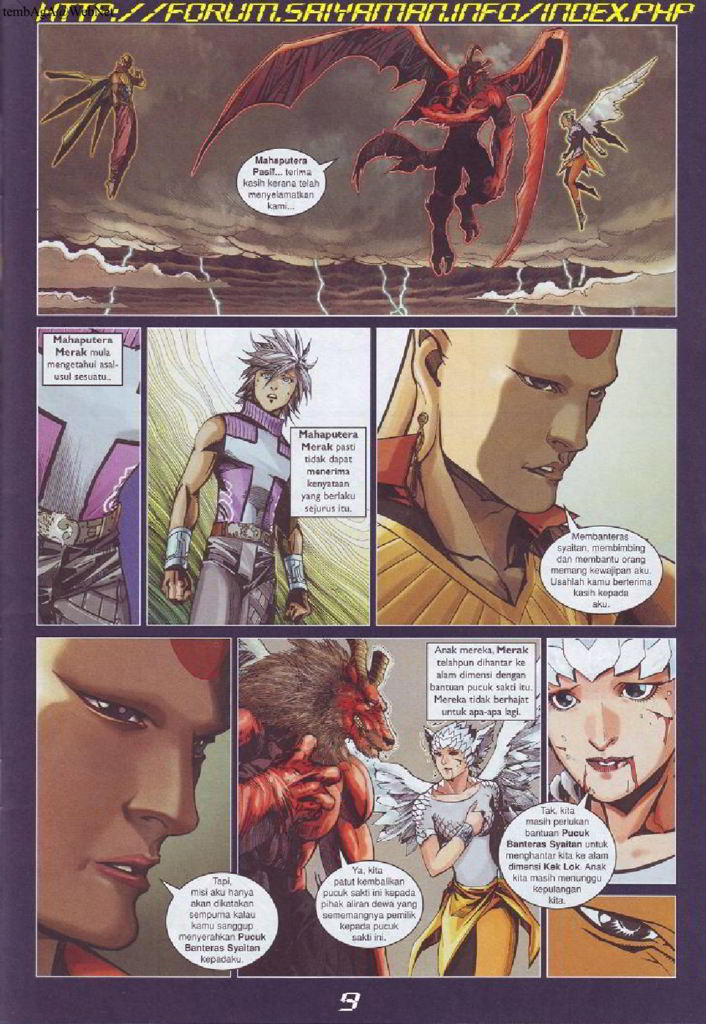 HTTP://FORUM.SAIYAMAN.INFO/INDEX.PHP
Mahaputera
Pasif... terima
kasih kerana telah
menyelamatkan
kami...
Mahaputera
Merak mula
mengetahui asal-
usul sesuatu..
Mahaputera
Merak pasti
tidak dapat
menerima
kenyataan
yang berlaku
sejurus itu.
Membanteras
syaitan, membimbing
dan membantu orang
memang kewajipan aku.
Usahlah kamu berterima
kasih kepada
aku.
Tapi,
misi aku hanya
akan dikatakan
sempurna kalau
kamu sanggup
menyerahkan Pucuk
Banteras Syaitan
kepadaku.
Anak mereka, Merak
telahpun dihantar ke
alam dimensi dengan
bantuan pucuk sakti itu.
Mereka tidak berhajat
untuk apa-apa lagi.
Ya, kita
patut kembalikan
pucuk sakti ini kepada
pihak aliran dewa yang
sememangnya pemilik
kepada pucuk
sakti ini.
Tak, kita
masih perlukan
bantuan Pucuk
Banteras Syaitan untuk
menghantar kita ke alam
dimensi Kek Lok. Anak
kita masih menunggu
kepulangan
kita.
9